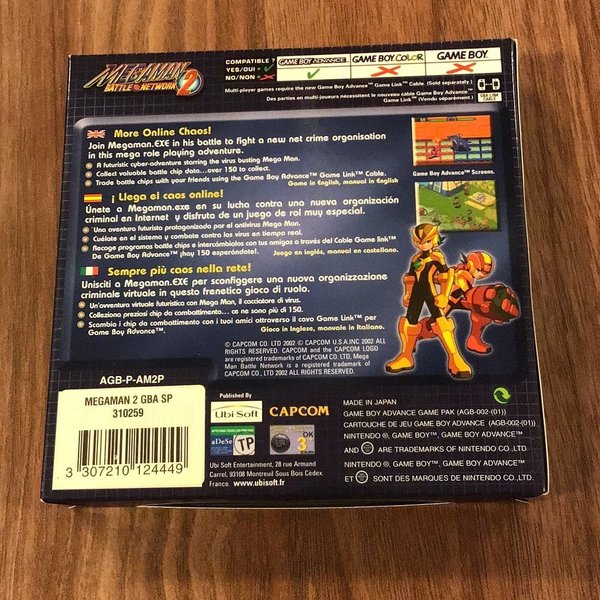 MEGAMAN
BATTLE NETWORK 2
COMPATIBLE ?
YES/OUI =
NO/NON =
GAME BOY ADVANCE
GAME BOY COLOR
GAME BOY
Multi-player games require the new Game Boy Advance™ Game Link™ Cable (Sold separately.)
Des parties en multi-joueurs nécessitent le nouveau câble Game Boy Advance™
Game Link™ (Vendu séparément.)
GBA LINK
CABLE
More Online Chaos!
Join Megaman.EXE in his battle to fight a new net crime organisation
in this mega role playing adventure.
• A futuristic cyber-adventure starring the virus busting Mega Man.
• Collect valuable battle chip data...over 150 to collect.
• Trade battle chips with your friends using the Game Boy Advance™ Game Link™ Cable.
Game in English, manual in English
Game Boy Advance™ Screens.
¡ Llega el caos online!
Únete a Megaman.exe en su lucha contra una nueva organización
criminal en Internet y disfruta de un juego de rol muy especial.
• Una aventura futurista protagonizada por el antivirus Mega Man.
• Cuélate en el sistema y combate contra los virus en tiempo real.
• Recoge programas battle chips e intercámbialos con tus amigos a través del Cable Game link™
De Game Boy Advance™ ¡hay 150 esperándote!
Juego en inglés, manual en castellano.
Sempre più caos nella rete!
Unisciti a Megaman.EXE per sconfiggere una nuova organizzazione
criminale virtuale in questo frenetico gioco di ruolo.
• Un'avventura virtuale futuristica con Mega Man, il cacciatore di virus.
• Colleziona preziosi chip da combattimento... ce ne sono più di 150.
• Scambia i chip da combattimento con i tuoi amici attraverso il cavo Game Link™ per
Game Boy Advance™.
Gioco in Inglese, manuale in Italiano.
© CAPCOM CO. LTD 2002 © CAPCOM U.S.A,INC 2002 ALL
RIGHTS RESERVED. CAPCOM and the CAPCOM LOGO
are registered trademarks of CAPCOM CO. LTD, Mega
Man Battle Network is a registered trademark of
CAPCOM CO., LTD. ALL RIGHTS RESERVED.
AGB-P-AM2P
MEGAMAN 2 GBA SP
310259
3 307210 124449
Published By
Ubi Soft
CAPCOM
aDeSe
TP
3
OK
Ubi Soft Entertainment, 28 rue Armand
Carrel, 93108 Montreuil Sous Bois Cédex.
France. www.ubisoft.fr
MADE IN JAPAN
GAME BOY ADVANCE GAME PAK (AGB-002-(01))
CARTOUCHE DE JEU GAME BOY ADVANCE (AGB-002-(01))
NINTENDO ®, GAME BOY™, GAME BOY ADVANCE™
AND ARE TRADEMARKS OF NINTENDO CO.,LTD.
NINTENDO ®, GAME BOY™, GAME BOY ADVANCE™
ET SONT DES MARQUES DE NINTENDO CO.,LTD.